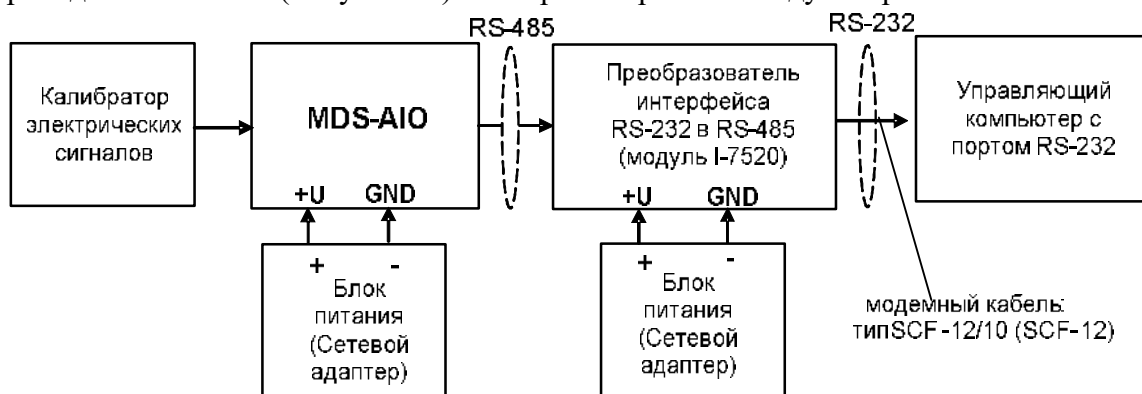 RS-485
RS-232
Калибратор
электрических
сигналов
MDS-AIO
+U GND
Преобразователь
интерфейса
RS-232 в RS-485
(модуль I-7520)
+U GND
Управляющий
компьютер с
портом RS-232
+ -
Блок
питания
(Сетевой
адаптер)
+ -
Блок
питания
(Сетевой
адаптер)
модемный кабель:
типSCF-12/10 (SCF-12)